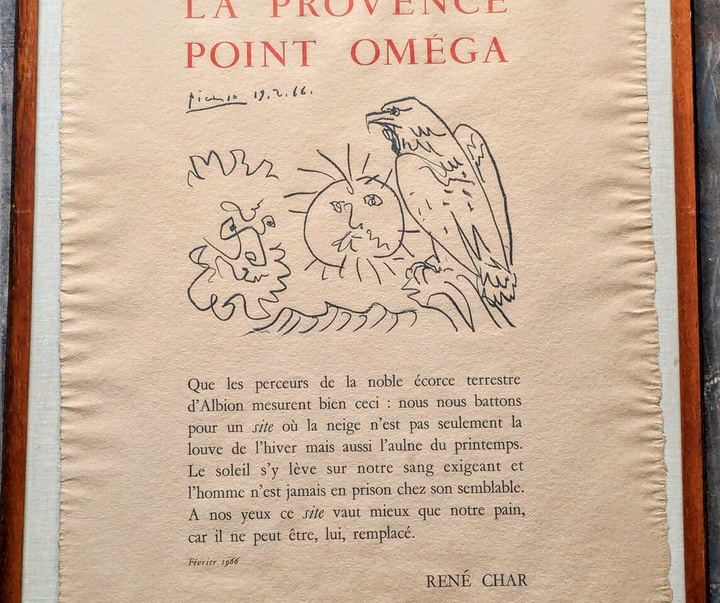 LA PROVENCE
POINT OMÉGA
Picasso 19.2.66.
Que les perceurs de la noble écorce terrestre
d'Albion mesurent bien ceci : nous nous battons
pour un site où la neige n'est pas seulement la
louve de l'hiver mais aussi l'aulne du printemps.
Le soleil s'y lève sur notre sang exigeant et
l'homme n'est jamais en prison chez son semblable.
A nos yeux ce site vaut mieux que notre pain,
car il ne peut être, lui, remplacé.
Février 1966
RENÉ CHAR